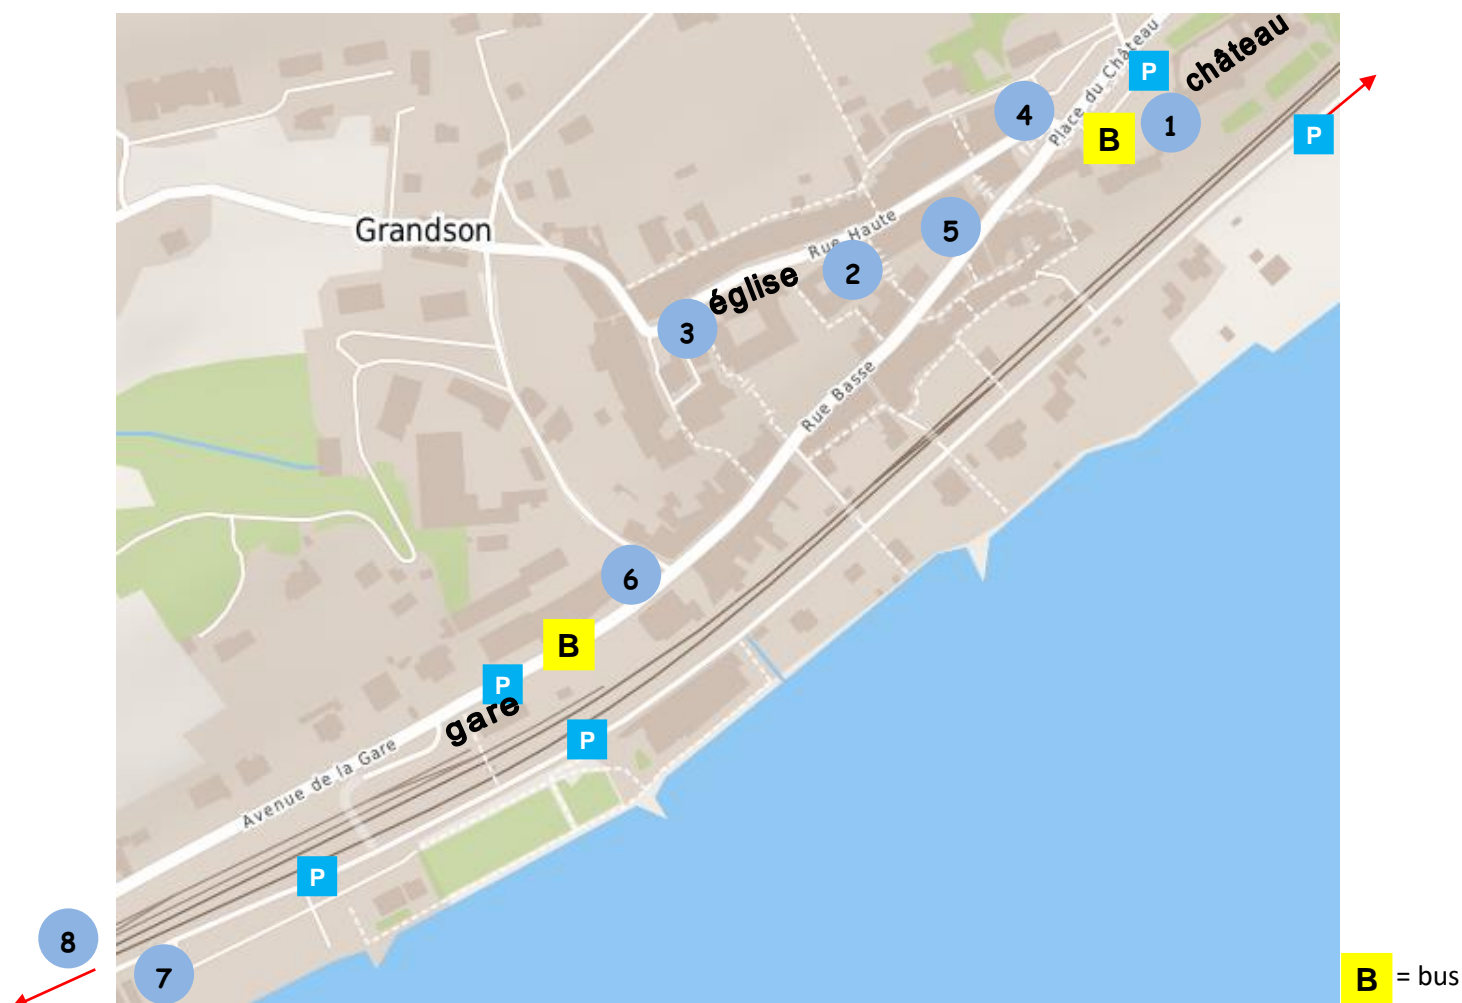 château
P
Place du Château
4
1
B
P
Rue Haute
Grandson
5
2
église
3
Rue Basse
6
B
P
gare
P
Avenue de la Gare
P
8
7
B = bus